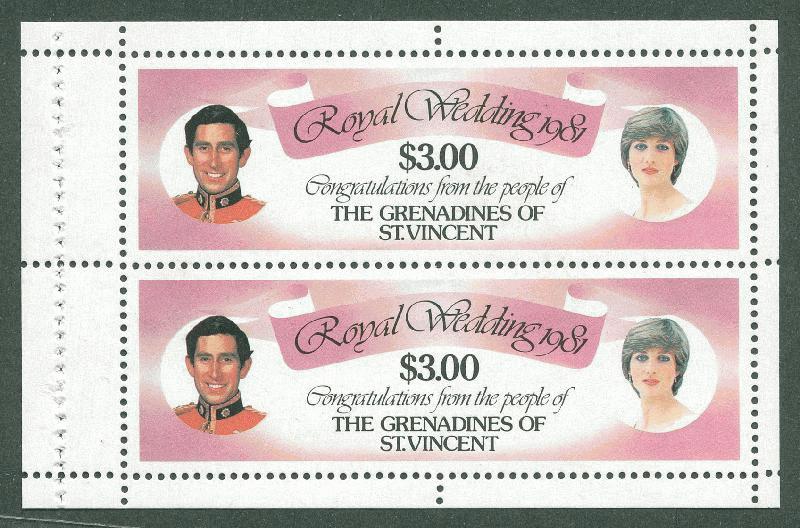 Royal Wedding 1981
$3.00
Congratulations from the people of
THE GRENADINES OF
ST.VINCENT
Royal Wedding 1981
$3.00
Congratulations from the people of
THE GRENADINES OF
ST.VINCENT